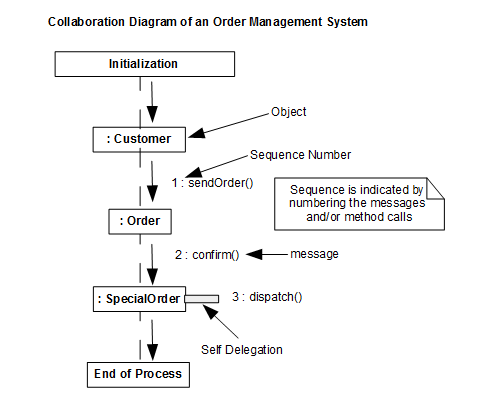 Collaboration Diagram of an Order Management System
Initialization
Object
: Customer
Sequence Number
1 : sendOrder()
Sequence is indicated by
numbering the messages
and/or method calls
: Order
2 : confirm()
message
: SpecialOrder
3 : dispatch()
Self Delegation
End of Process